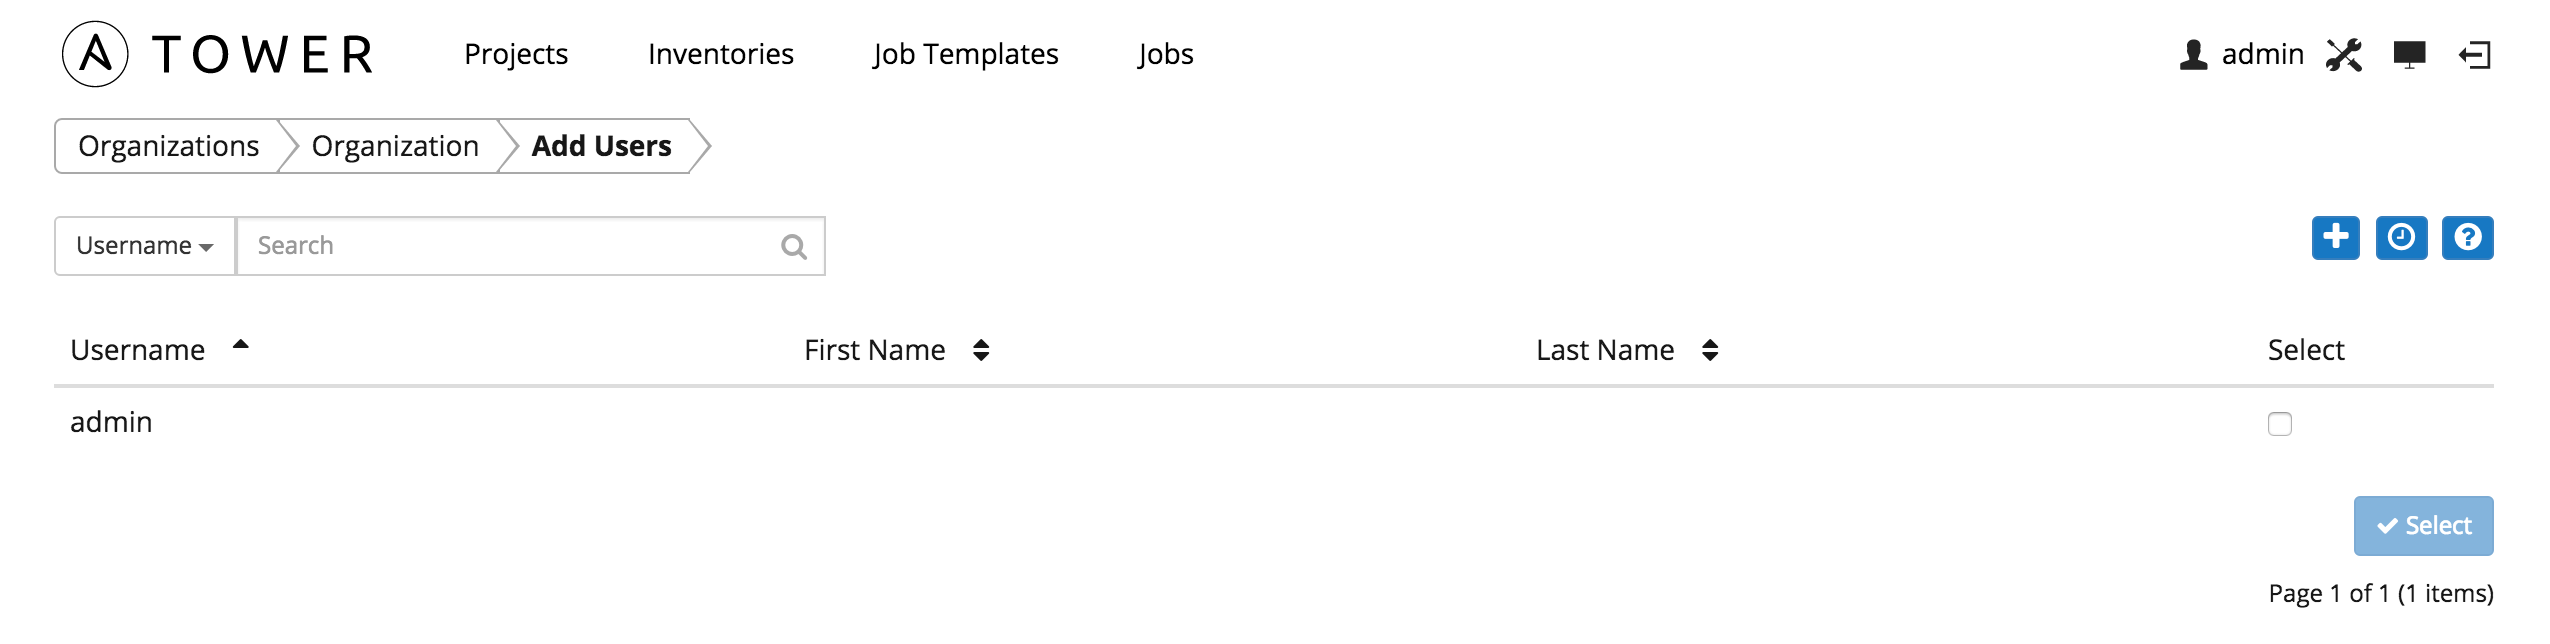 TOWER Projects Inventories Job Templates Jobs admin
Organizations Organization Add Users
Username Search
Username First Name Last Name Select
admin
Select
Page 1 of 1 (1 items)